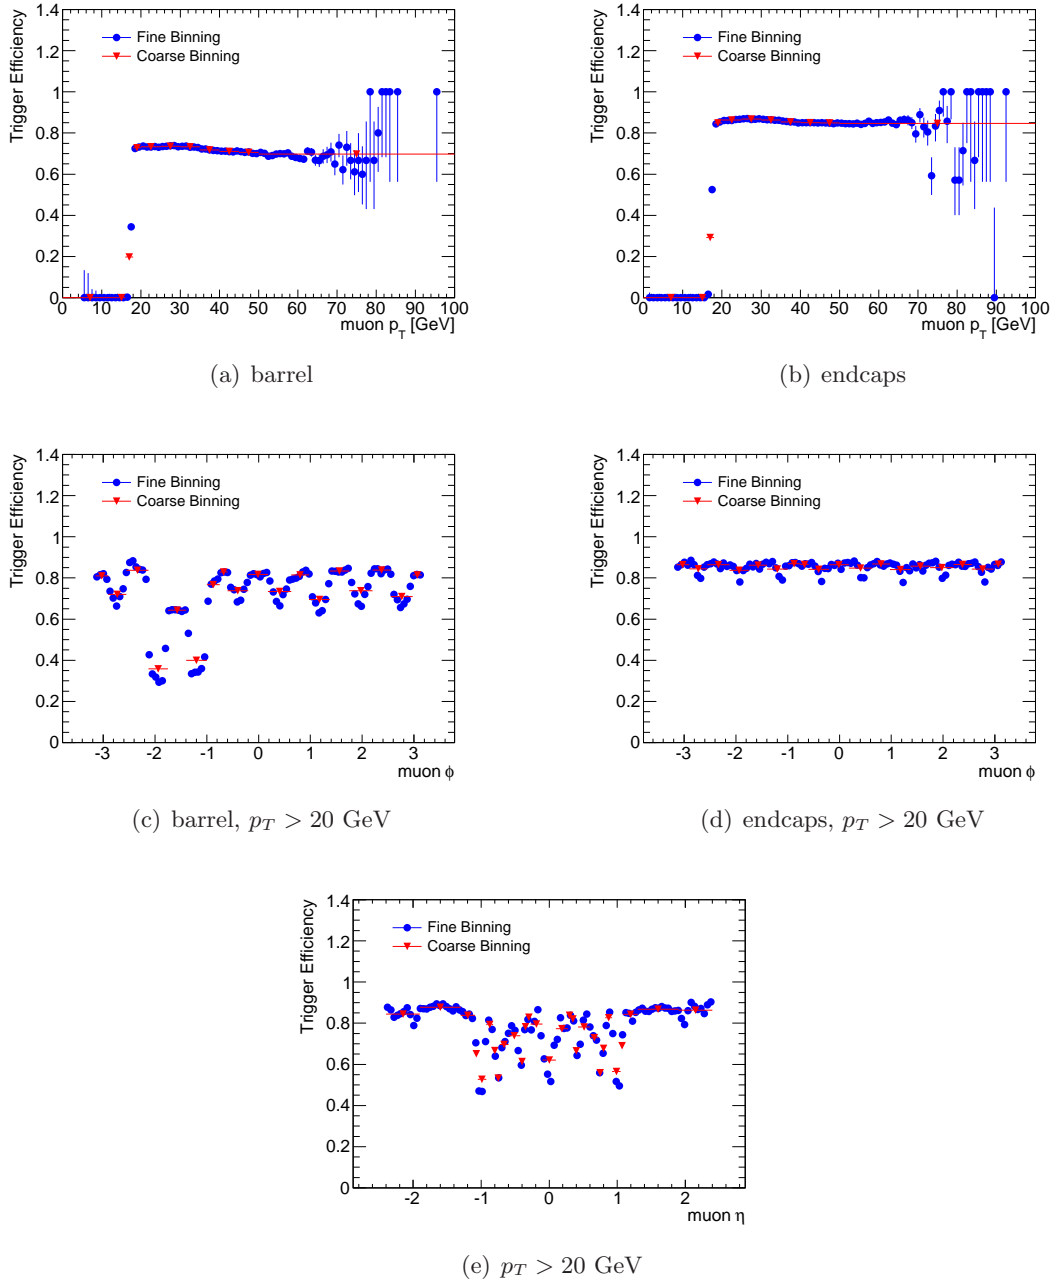 Trigger Efficiency
1.4
1.2
1
0.8
0.6
0.4
0.2
0
Fine Binning
Coarse Binning
0 10 20 30 40 50 60 70 80 90 100
muon p_T [GeV]
(a) barrel
Trigger Efficiency
1.4
1.2
1
0.8
0.6
0.4
0.2
0
Fine Binning
Coarse Binning
0 10 20 30 40 50 60 70 80 90 100
muon p_T [GeV]
(b) endcaps
Trigger Efficiency
1.4
1.2
1
0.8
0.6
0.4
0.2
0
Fine Binning
Coarse Binning
-3 -2 -1 0 1 2 3
muon ϕ
(c) barrel, p_T > 20 GeV
Trigger Efficiency
1.4
1.2
1
0.8
0.6
0.4
0.2
0
Fine Binning
Coarse Binning
-3 -2 -1 0 1 2 3
muon ϕ
(d) endcaps, p_T > 20 GeV
Trigger Efficiency
1.4
1.2
1
0.8
0.6
0.4
0.2
0
Fine Binning
Coarse Binning
-2 -1 0 1 2
muon η
(e) p_T > 20 GeV